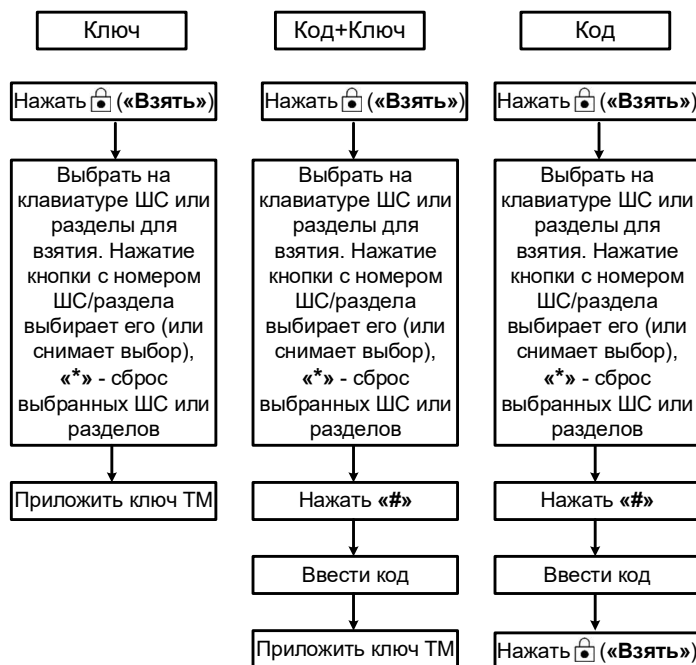 Ключ
Нажать («Взять»)
Выбрать на
клавиатуре ШС или
разделы для
взятия. Нажатие
кнопки с номером
ШС/раздела
выбирает его (или
снимает выбор),
«*» - сброс
выбранных ШС или
разделов
Приложить ключ ТМ
Код+Ключ
Нажать («Взять»)
Выбрать на
клавиатуре ШС или
разделы для
взятия. Нажатие
кнопки с номером
ШС/раздела
выбирает его (или
снимает выбор),
«*» - сброс
выбранных ШС или
разделов
Нажать «#»
Ввести код
Приложить ключ ТМ
Код
Нажать («Взять»)
Выбрать на
клавиатуре ШС или
разделы для
взятия. Нажатие
кнопки с номером
ШС/раздела
выбирает его (или
снимает выбор),
«*» - сброс
выбранных ШС или
разделов
Нажать «#»
Ввести код
Нажать («Взять»)